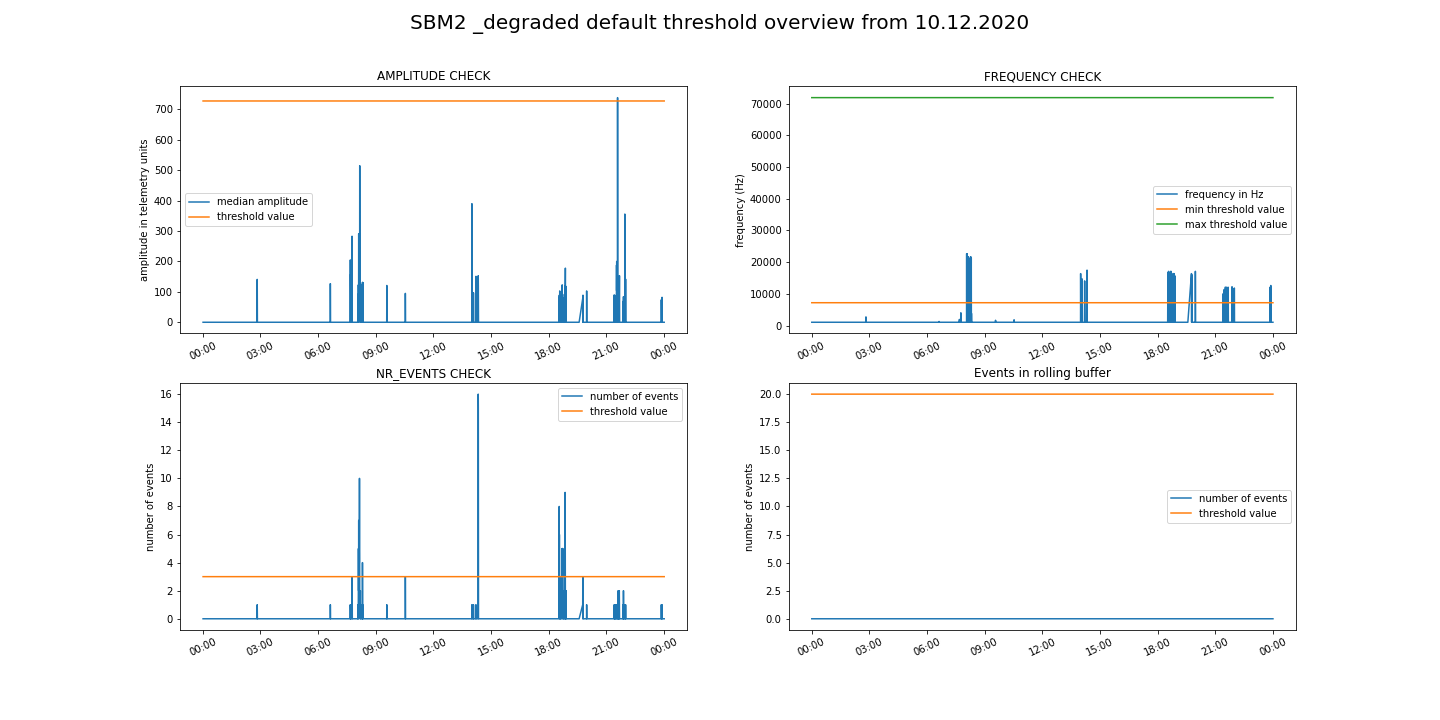 SBM2 _degraded default threshold overview from 10.12.2020
AMPLITUDE CHECK
amplitude in telemetry units
700
600
500
400
300
200
100
0
median amplitude
threshold value
00:00 03:00 06:00 09:00 12:00 15:00 18:00 21:00 00:00
FREQUENCY CHECK
frequency (Hz)
70000
60000
50000
40000
30000
20000
10000
0
frequency in Hz
min threshold value
max threshold value
00:00 03:00 06:00 09:00 12:00 15:00 18:00 21:00 00:00
NR_EVENTS CHECK
number of events
16
14
12
10
8
6
4
2
0
number of events
threshold value
00:00 03:00 06:00 09:00 12:00 15:00 18:00 21:00 00:00
Events in rolling buffer
number of events
20.0
17.5
15.0
12.5
10.0
7.5
5.0
2.5
0.0
number of events
threshold value
00:00 03:00 06:00 09:00 12:00 15:00 18:00 21:00 00:00